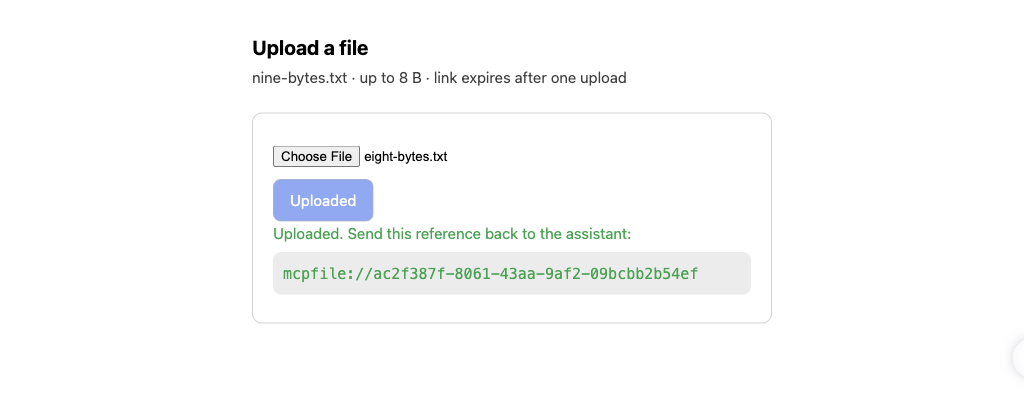 Upload a file
nine-bytes.txt · up to 8 B · link expires after one upload
Choose File eight-bytes.txt
Uploaded
Uploaded. Send this reference back to the assistant:
mcpfile://ac2f387f-8061-43aa-9af2-09bcbb2b54ef